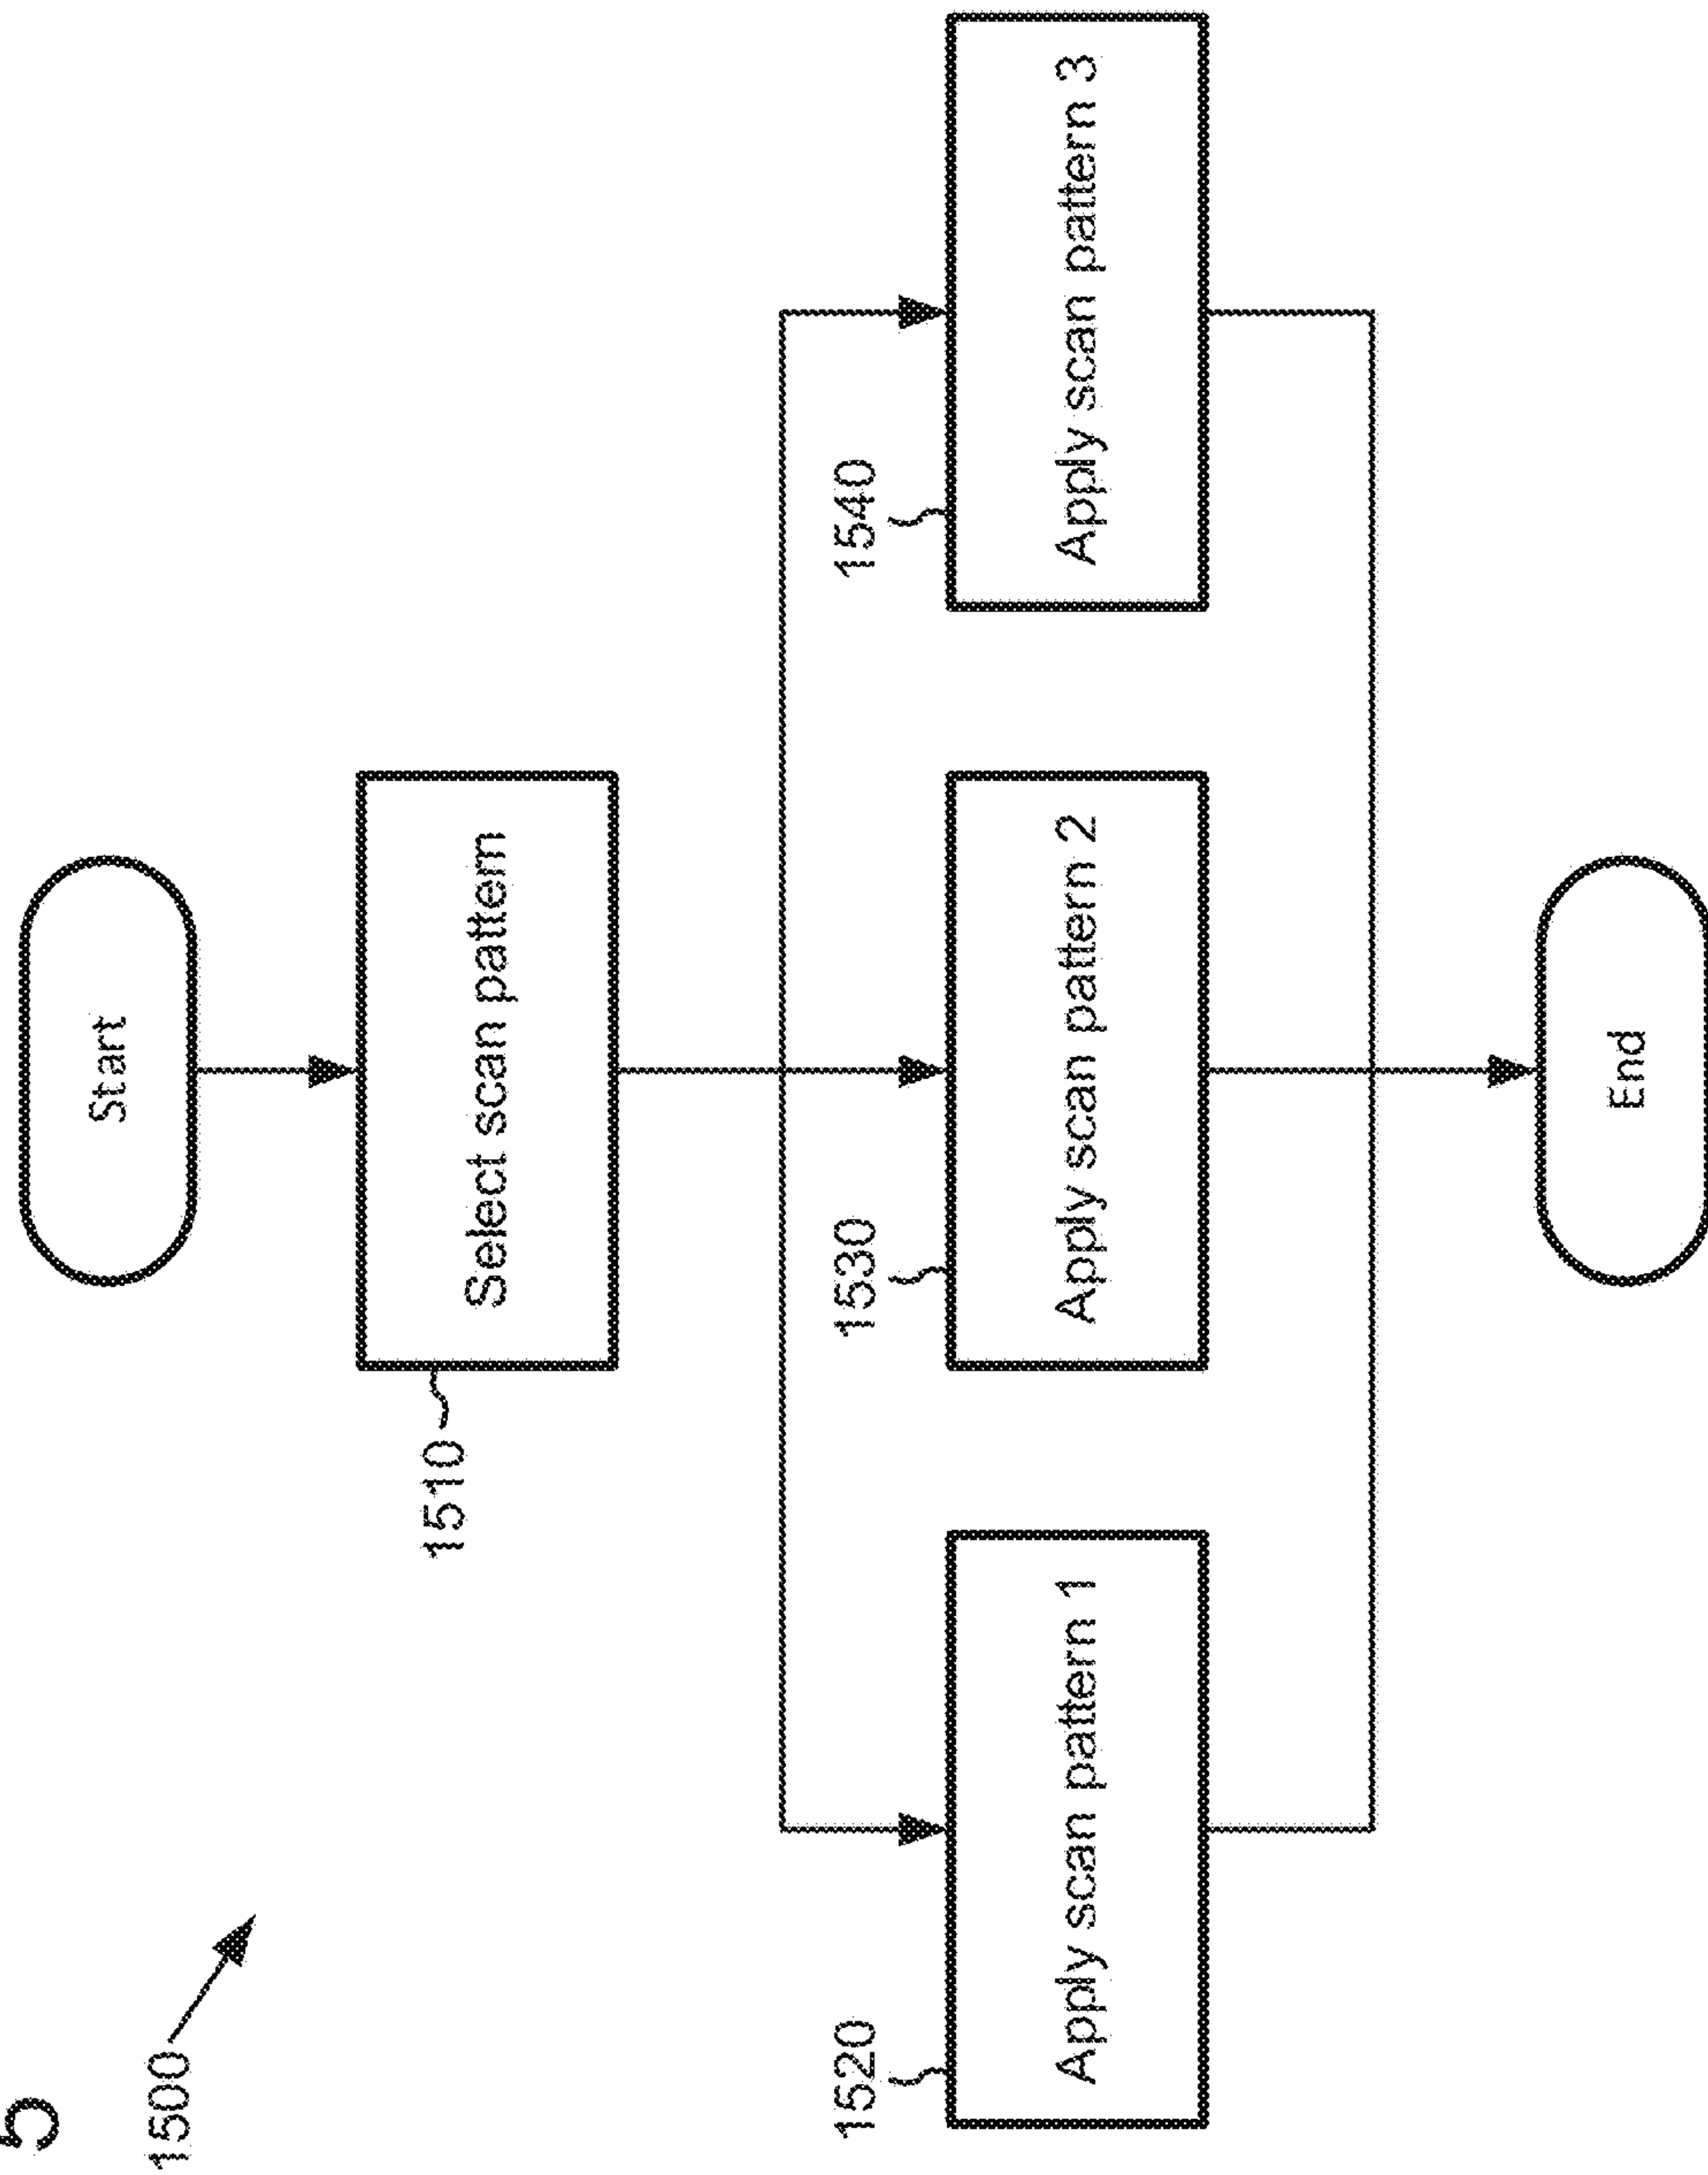 5
1500
Start
1510
Select scan pattern
1520
1530
1540
Apply scan pattern 1
Apply scan pattern 2
Apply scan pattern 3
End